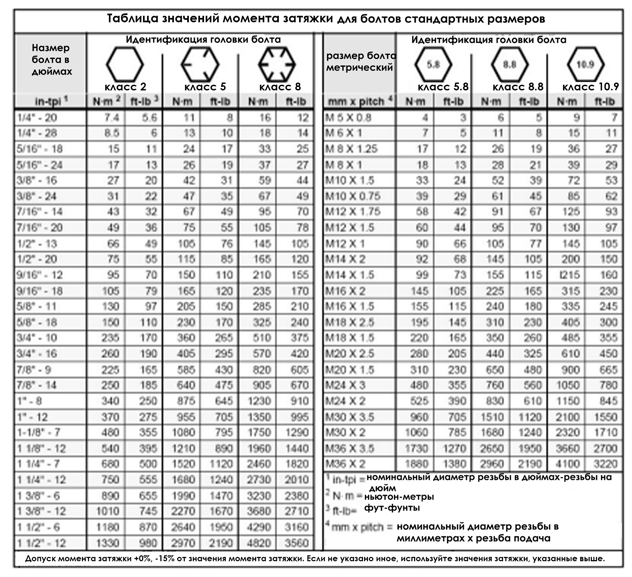 Таблица значений момента затяжки для болтов стандартных размеров
Назмер болта в дюймах
Идентификация головки болта
класс 2 класс 5 класс 8
размер болта метрический
Идентификация головки болта
5.8 8.8 10.9
класс 5.8 класс 8.8 класс 10.9
in-tpi 1 N·m 2 ft-lb 3 N·m ft-lb N·m ft-lb mm x pitch 4 N·m ft-lb N·m ft-lb N·m ft-lb
1/4" - 20 7.4 5.6 11 8 16 12 M 5 X 0.8 4 3 6 5 9 7
1/4" - 28 8.5 6 13 10 18 14 M 6 X 1 7 5 11 8 15 11
5/16" - 18 15 11 24 17 33 25 M 8 X 1.25 17 12 26 19 36 27
5/16" - 24 17 13 26 19 37 27 M 8 X 1 18 13 28 21 39 29
3/8" - 16 27 20 42 31 59 44 M10 X 1.5 33 24 52 39 72 53
3/8" - 24 31 22 47 35 67 49 M10 X 0.75 39 29 61 45 85 62
7/16" - 14 43 32 67 49 95 70 M12 X 1.75 58 42 91 67 125 93
7/16" - 20 49 36 75 55 105 78 M12 X 1.5 60 44 95 70 130 97
1/2" - 13 66 49 105 76 145 105 M12 X 1 90 66 105 77 145 105
1/2" - 20 75 55 115 85 165 120 M14 X 2 92 68 145 105 200 150
9/16" - 12 95 70 150 110 210 155 M14 X 1.5 99 73 155 115 l215 160
9/16" - 18 105 79 165 120 235 170 M16 X 2 145 105 225 165 315 230
5/8" - 11 130 97 205 150 285 210 M16 X 1.5 155 115 240 180 335 245
5/8" - 18 150 110 230 170 325 240 M18 X 2.5 195 145 310 230 405 300
3/4" - 10 235 170 360 265 510 375 M18 X 1.5 220 165 350 260 485 355
3/4" - 16 260 190 405 295 570 420 M20 X 2.5 280 205 440 325 610 450
7/8" - 9 225 165 585 430 820 605 M20 X 1.5 310 230 650 480 900 665
7/8" - 14 250 185 640 475 905 670 M24 X 3 480 355 760 560 1050 780
1" - 8 340 250 875 645 1230 910 M24 X 2 525 390 830 610 1150 845
1" - 12 370 275 955 705 1350 995 M30 X 3.5 960 705 1510 1120 2100 1550
1-1/8" - 7 480 355 1080 795 1750 1290 M30 X 2 1060 785 1680 1240 2320 1710
1 1/8" - 12 540 395 1210 890 1960 1440 M36 X 3.5 1730 1270 2650 1950 3660 2700
1 1/4" - 7 680 500 1520 1120 2460 1820 M36 X 2 1880 1380 2960 2190 4100 3220
1 1/4" - 12 750 555 1680 1240 2730 2010
1 3/8" - 6 890 655 1990 1470 3230 2380
1 3/8" - 12 1010 745 2270 1670 3680 2710
1 1/2" - 6 1180 870 2640 1950 4290 3160
1 1/2" - 12 1330 980 2970 2190 4820 3560
1 in-tpi = номинальный диаметр резьбы в дюймах-резьбы на
дюйм
2 N·m = ньютон-метры
3 ft-lb= фут-фунты
4 mm x pitch = номинальный диаметр резьбы в
миллиметрах x резьба подача
Допуск момента затяжки +0%, -15% от значения момента затяжки. Если не указано иное, используйте значения затяжки, указанные выше.